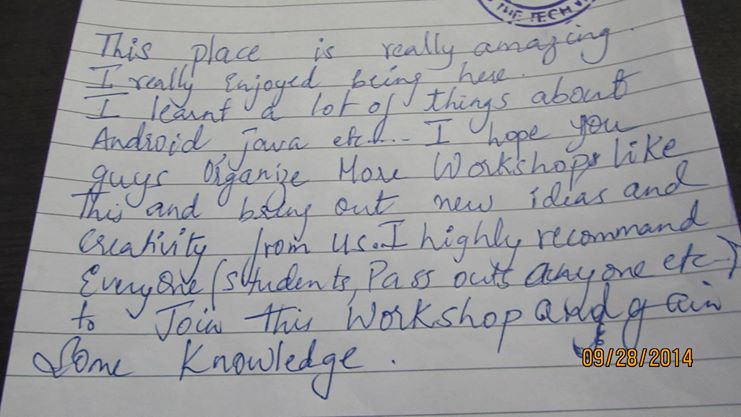 THE TECH
This place is really amazing.
I really Enjoyed being here.
I learnt a lot of things about
Android, java etc.... I hope you
guys Organize More Workshops like
this and bring out new ideas and
Creativity from us. I highly recommand
Everyone (students, Pass outs anyone etc-)
to Join this Workshop and gain
Some Knowledge.
09/28/2014